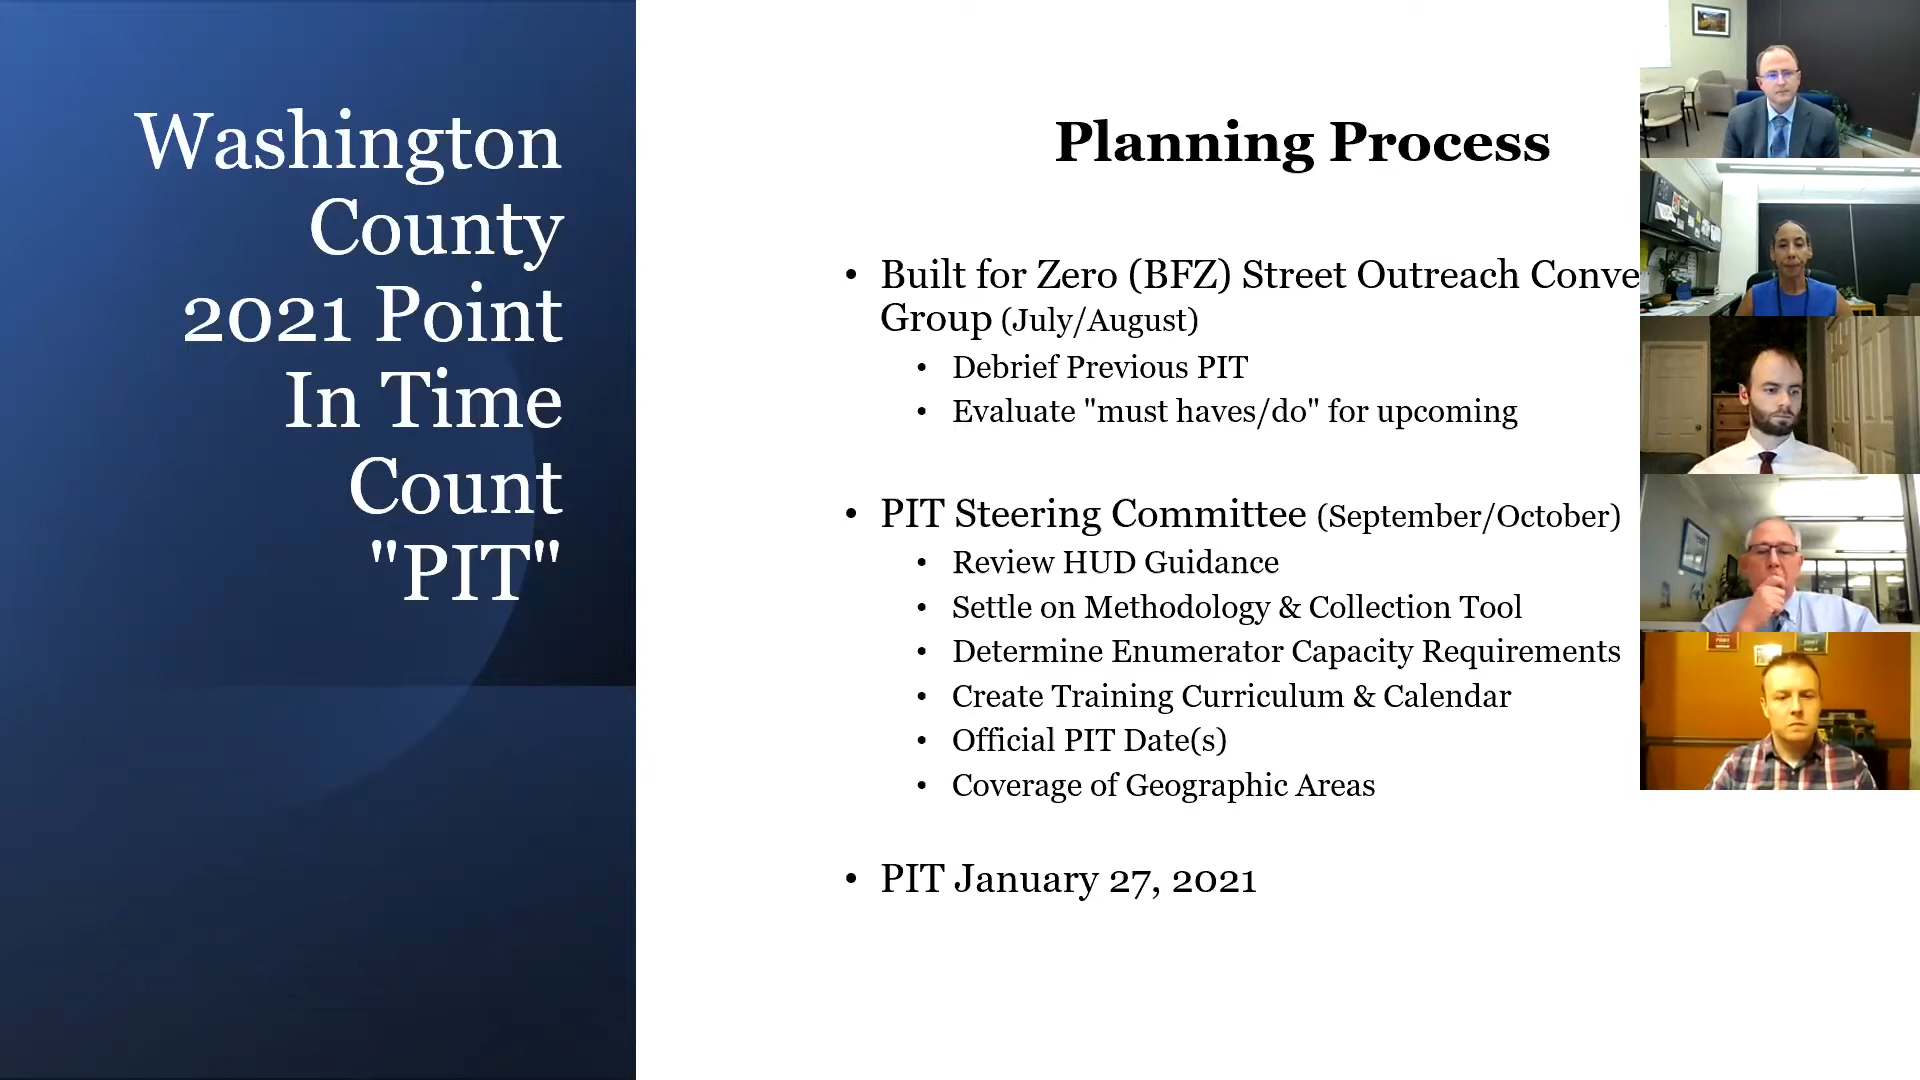 Washington
County
2021 Point
In Time
Count
"PIT"
Planning Process
• Built for Zero (BFZ) Street Outreach Conve
Group (July/August)
• Debrief Previous PIT
• Evaluate "must haves/do" for upcoming
• PIT Steering Committee (September/October)
• Review HUD Guidance
• Settle on Methodology & Collection Tool
• Determine Enumerator Capacity Requirements
• Create Training Curriculum & Calendar
• Official PIT Date(s)
• Coverage of Geographic Areas
• PIT January 27, 2021